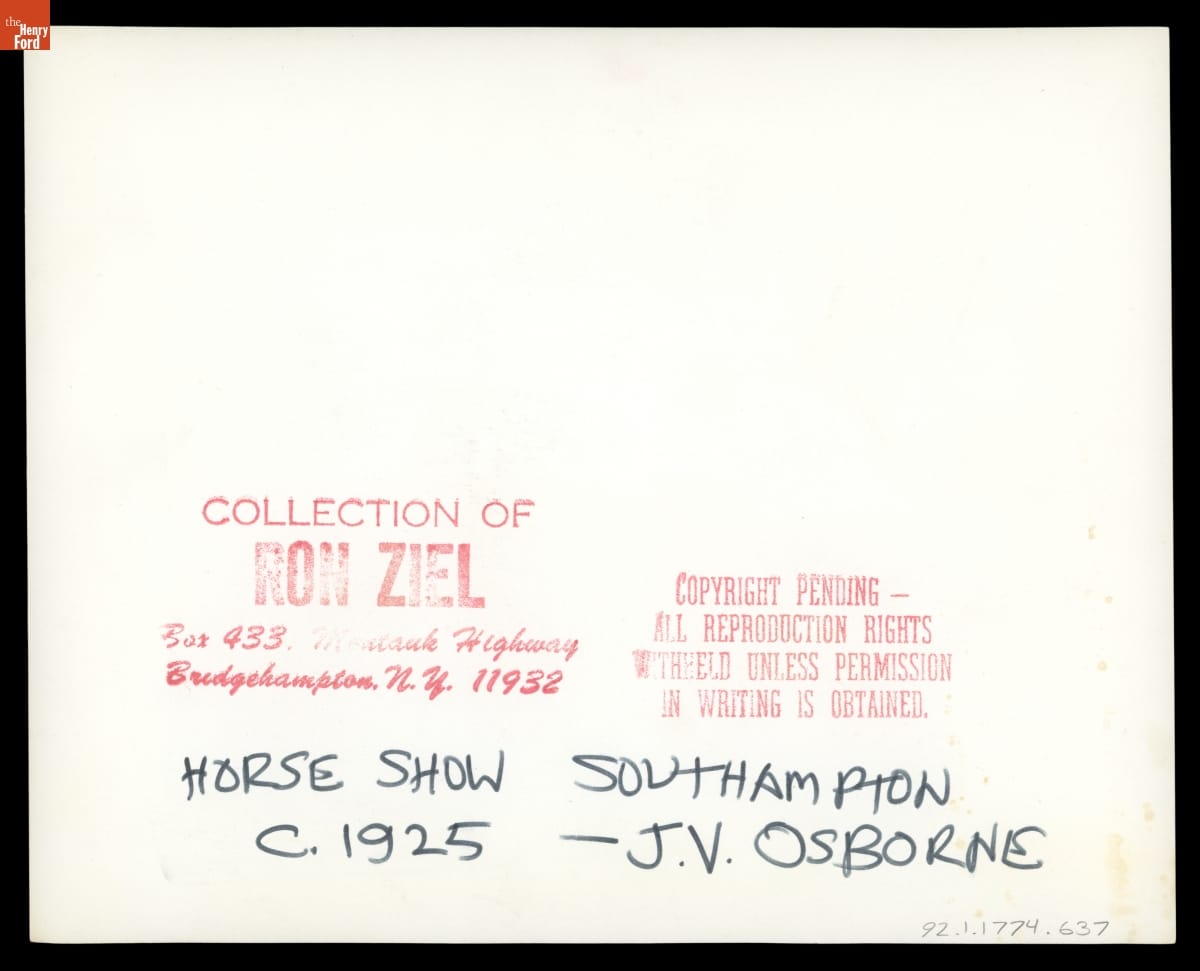 the
Henry
Ford
COLLECTION OF
RON ZIEL
Box 433, Montauk Highway
Bridgehampton, N.Y. 11932
COPYRIGHT PENDING —
ALL REPRODUCTION RIGHTS
WITHHELD UNLESS PERMISSION
IN WRITING IS OBTAINED.
HORSE SHOW SOUTHAMPTON
C. 1925 — J.V. OSBORNE
92.1.1774.637